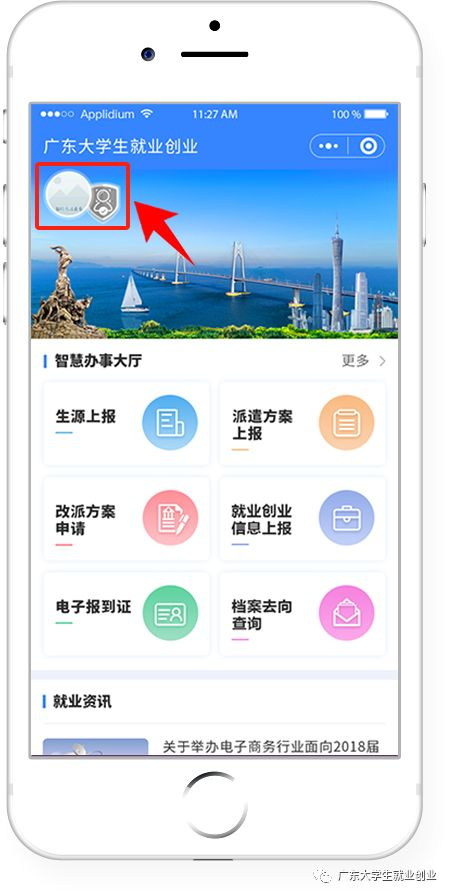 Applidium
11:27 AM
100 %
广东大学生就业创业
智慧办事大厅
更多
生源上报
派遣方案
上报
改派方案
申请
就业创业
信息上报
电子报到证
档案去向
查询
就业资讯
关于举办电子商务行业面向2018届
广东大学生就业创业